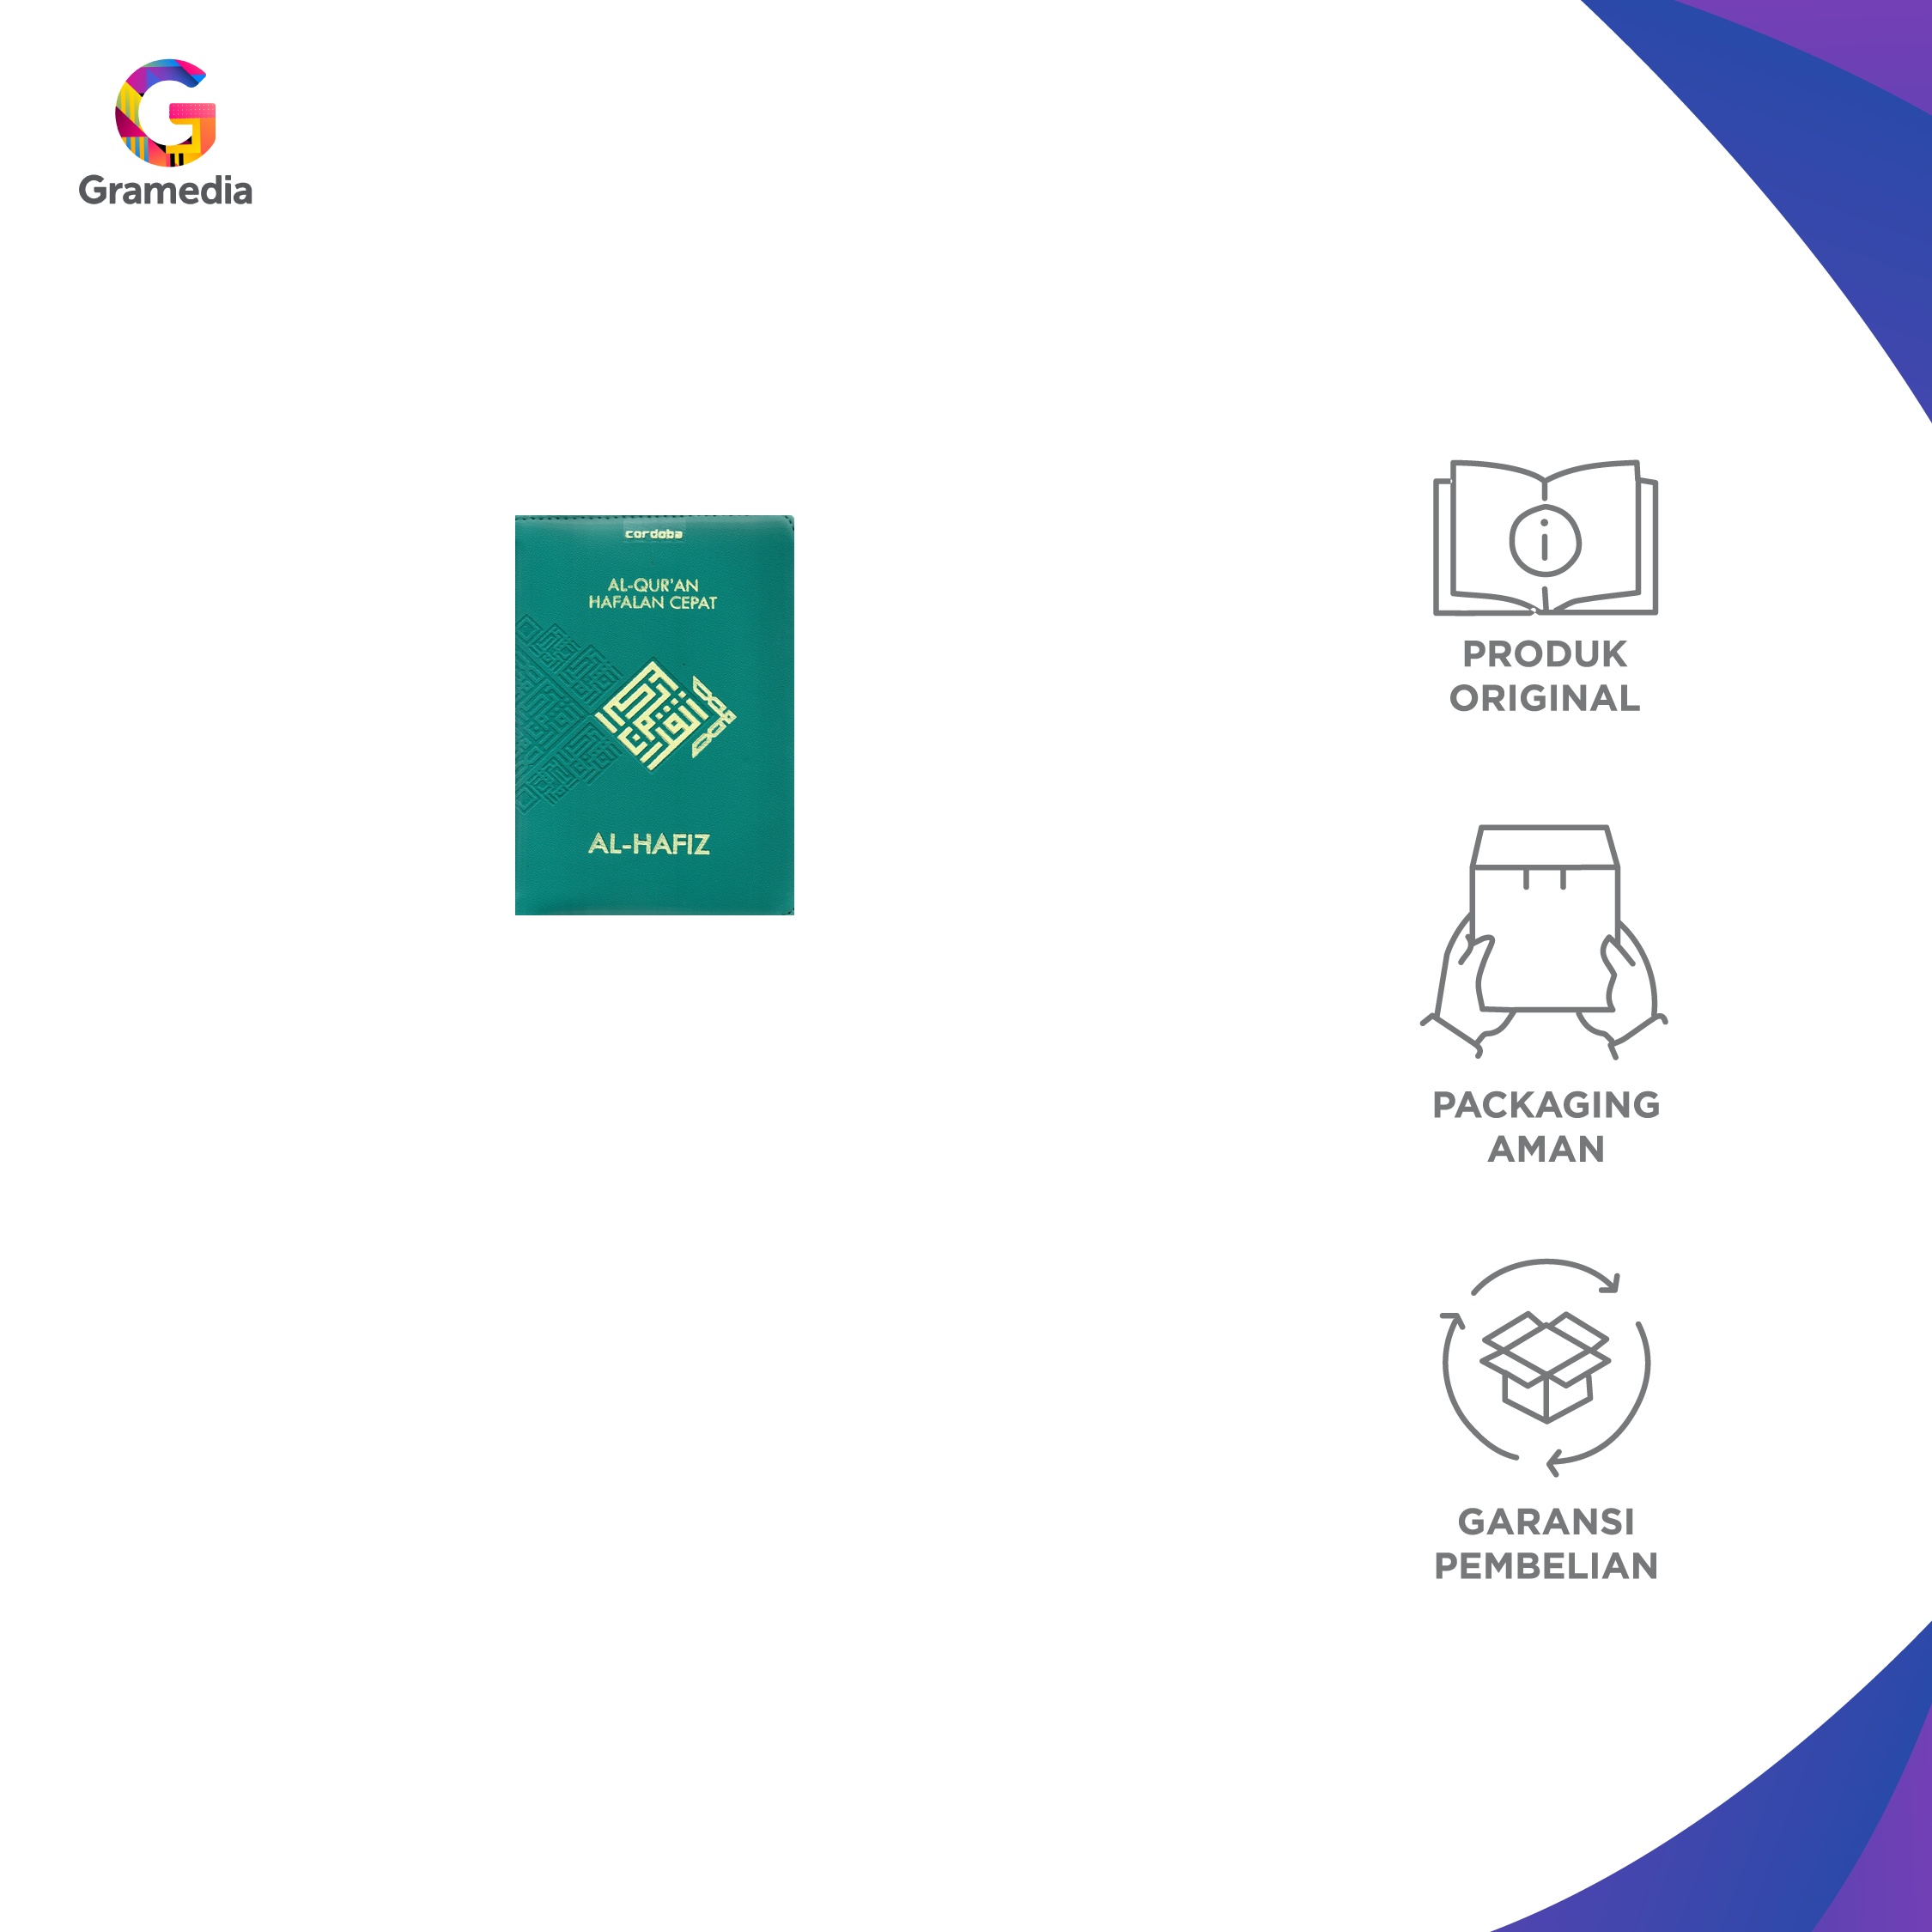 Gramedia
cordoba
AL-QUR'AN
HAFALAN CEPAT
AL-HAFIZ
PRODUK
ORIGINAL
PACKAGING
AMAN
GARANSI
PEMBELIAN